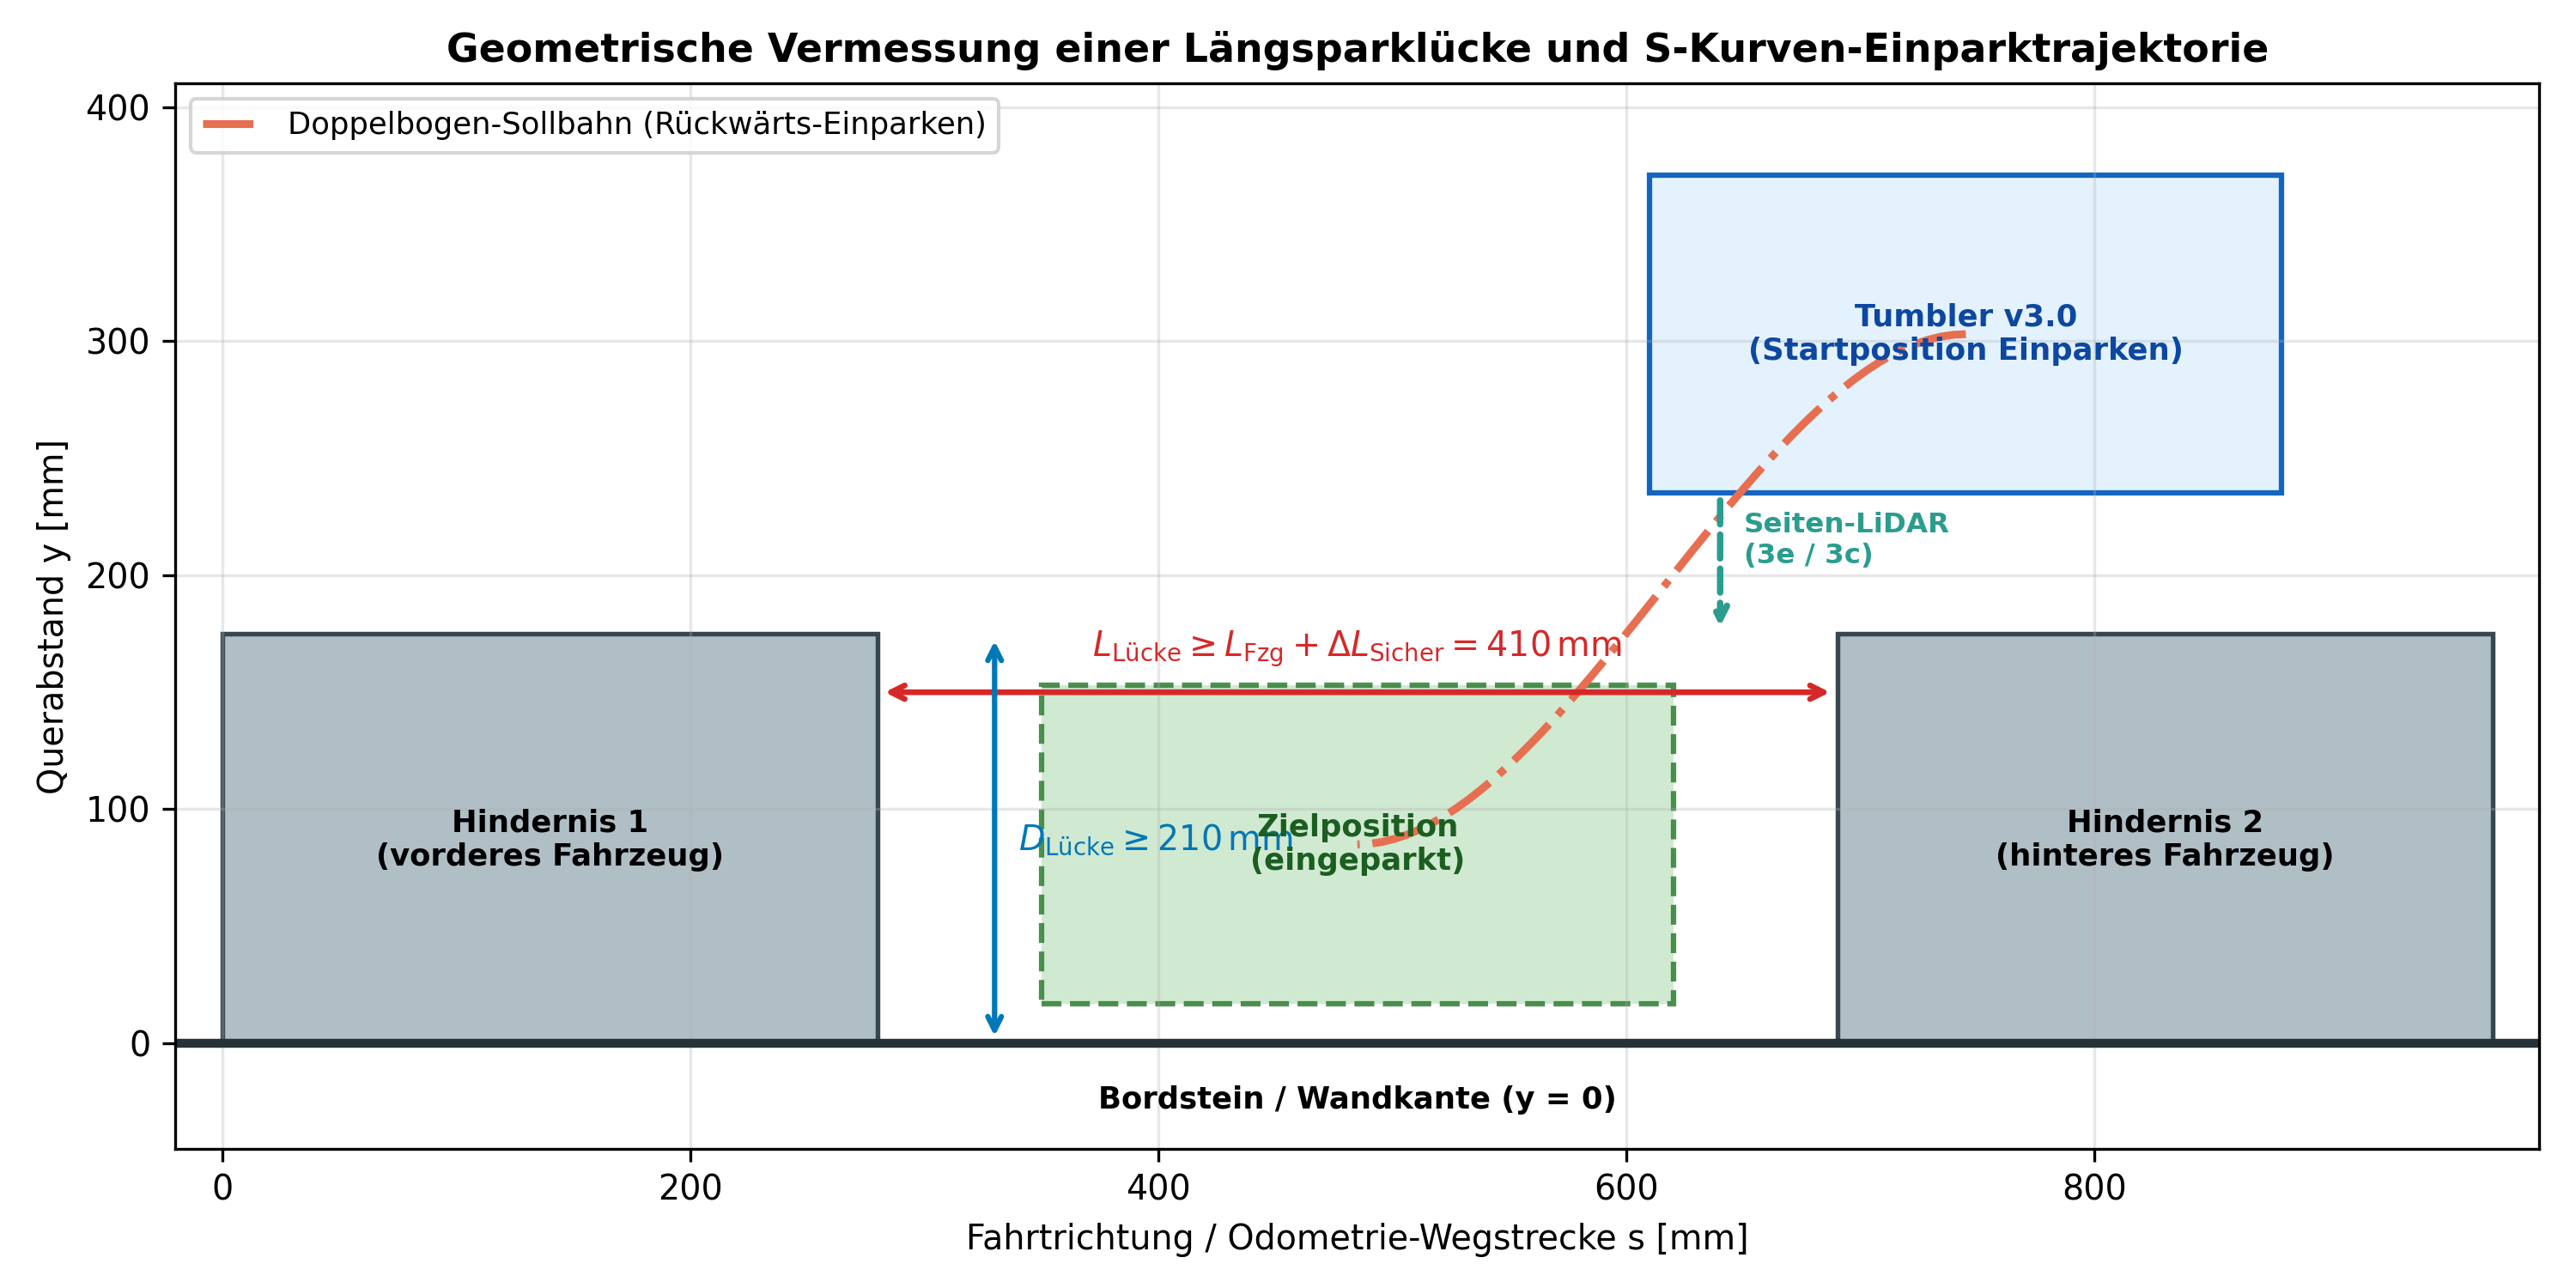 Geometrische Vermessung einer Längsparklücke und S-Kurven-Einparktrajektorie
Doppelbogen-Sollbahn (Rückwärts-Einparken)
400
300
200
100
0
Querabstand y [mm]
Tumbler v3.0
(Startposition Einparken)
Seiten-LiDAR
(3e / 3c)
L_Lücke ≥ L_Fzg + ΔL_Sicher = 410 mm
Hindernis 1
(vorderes Fahrzeug)
D_Lücke ≥ 210 mm
Zielposition
(eingeparkt)
Hindernis 2
(hinteres Fahrzeug)
Bordstein / Wandkante (y = 0)
0
200
400
600
800
Fahrtrichtung / Odometrie-Wegstrecke s [mm]